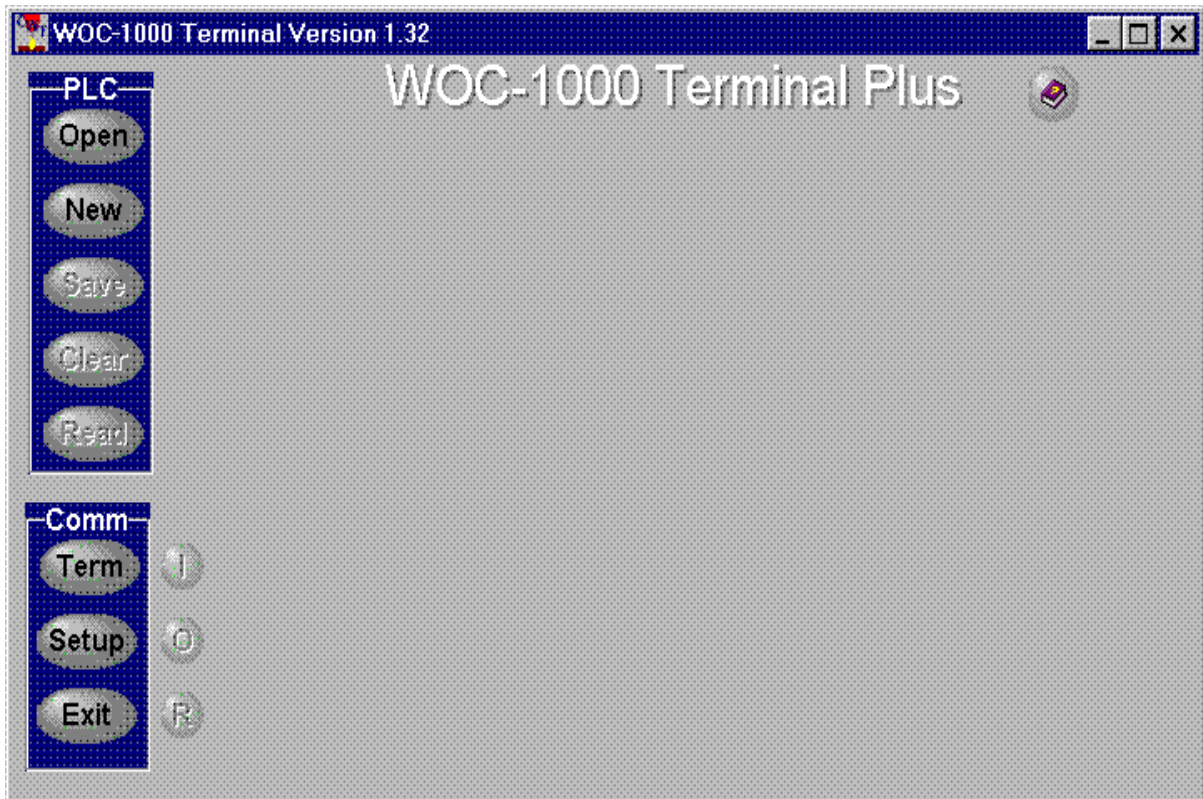 WOC-1000 Terminal Version 1.32
WOC-1000 Terminal Plus
PLC
Open
New
Save
Clear
Read
Comm
Term
I
Setup
O
Exit
R